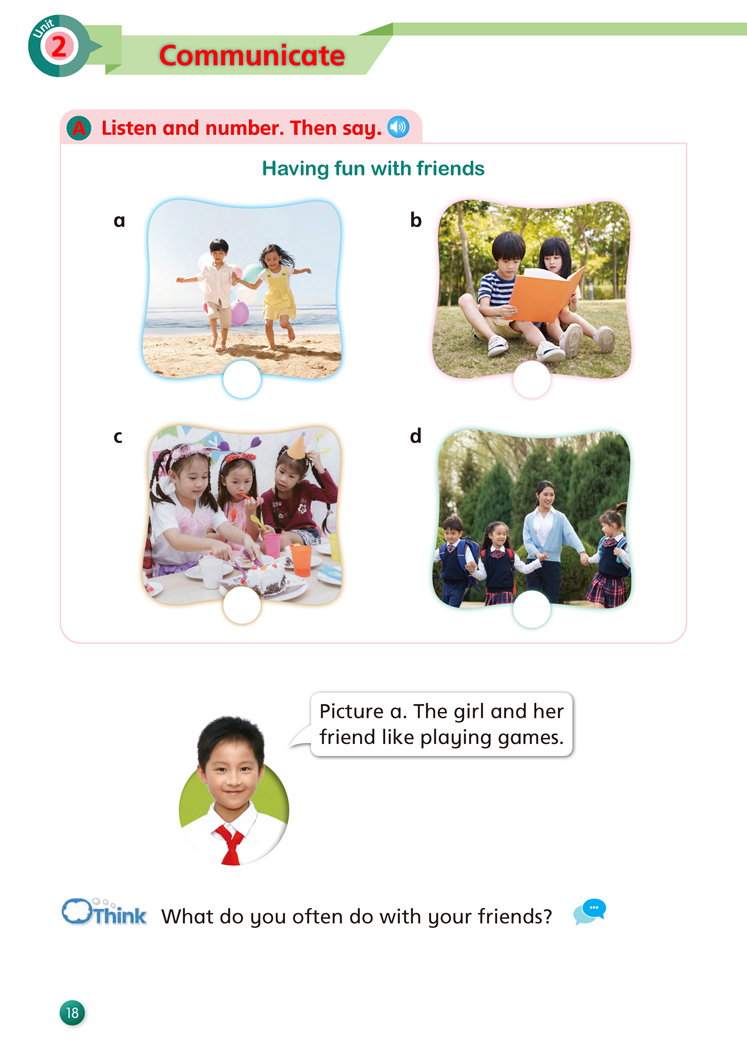 Unit
2
Communicate
A Listen and number. Then say.
Having fun with friends
a
b
c
d
Picture a. The girl and her
friend like playing games.
Think What do you often do with your friends?
18